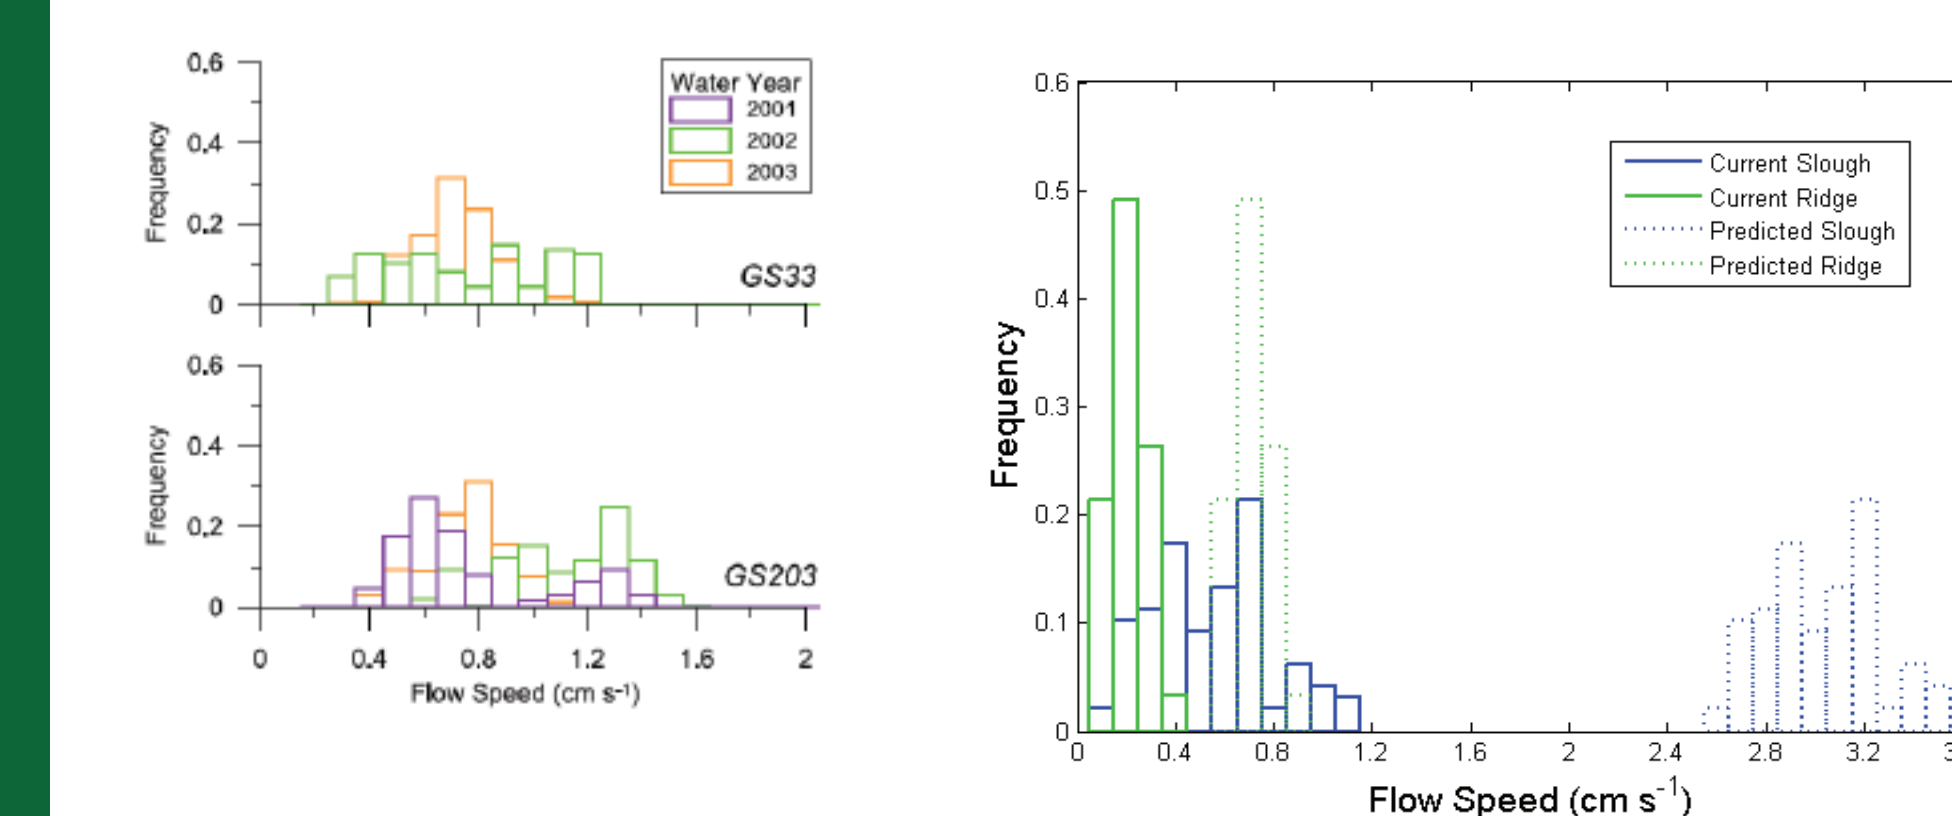 0.6
0.4
0.2
0
Frequency
Water Year
2001
2002
2003
GS33
0.6
0.4
0.2
0
Frequency
GS203
0 0.4 0.8 1.2 1.6 2
Flow Speed (cm s-1)
0.6
0.5
0.4
0.3
0.2
0.1
0
Frequency
Current Slough
Current Ridge
Predicted Slough
Predicted Ridge
0 0.4 0.8 1.2 1.6 2 2.4 2.8 3.2
Flow Speed (cm s-1)